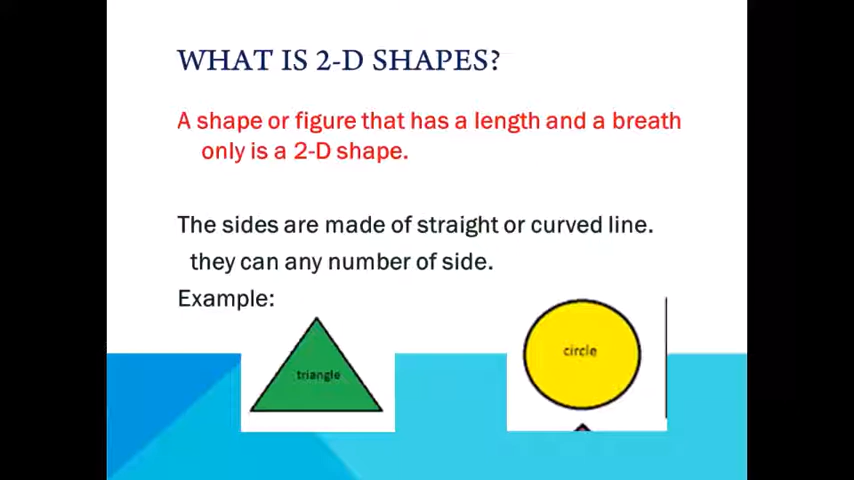 WHAT IS 2-D SHAPES?
A shape or figure that has a length and a breath
only is a 2-D shape.
The sides are made of straight or curved line.
they can any number of side.
Example:
triangle
circle